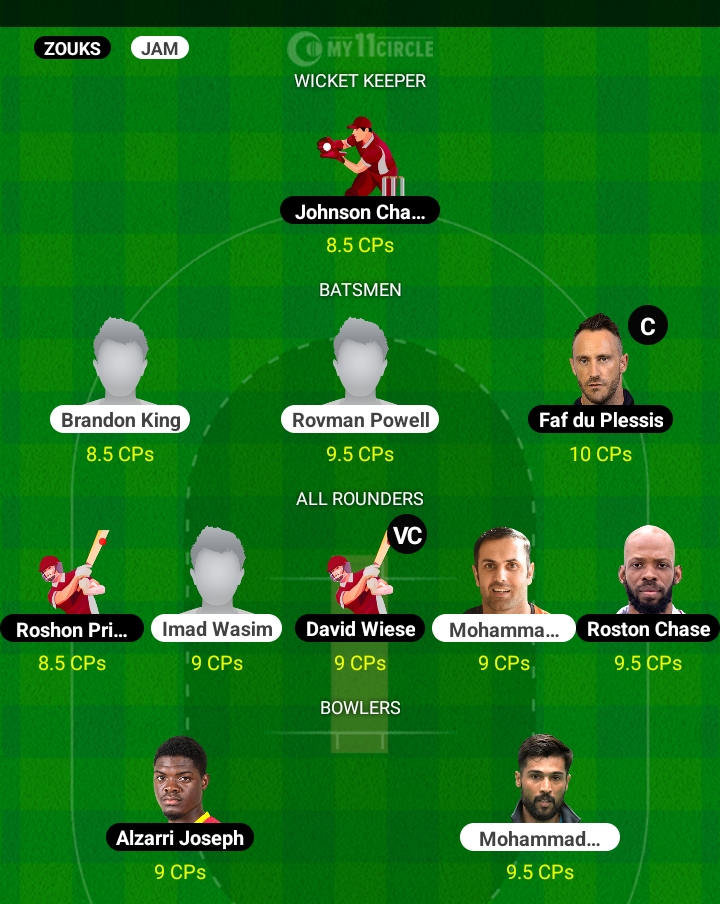 ZOUKS JAM MY11CIRCLE
WICKET KEEPER
Johnson Cha...
8.5 CPs
BATSMEN
C
Brandon King Rovman Powell Faf du Plessis
8.5 CPs 9.5 CPs 10 CPs
ALL ROUNDERS
VC
Roshon Pri... Imad Wasim David Wiese Mohamma... Roston Chase
8.5 CPs 9 CPs 9 CPs 9 CPs 9.5 CPs
BOWLERS
Alzarri Joseph Mohammad...
9 CPs 9.5 CPs